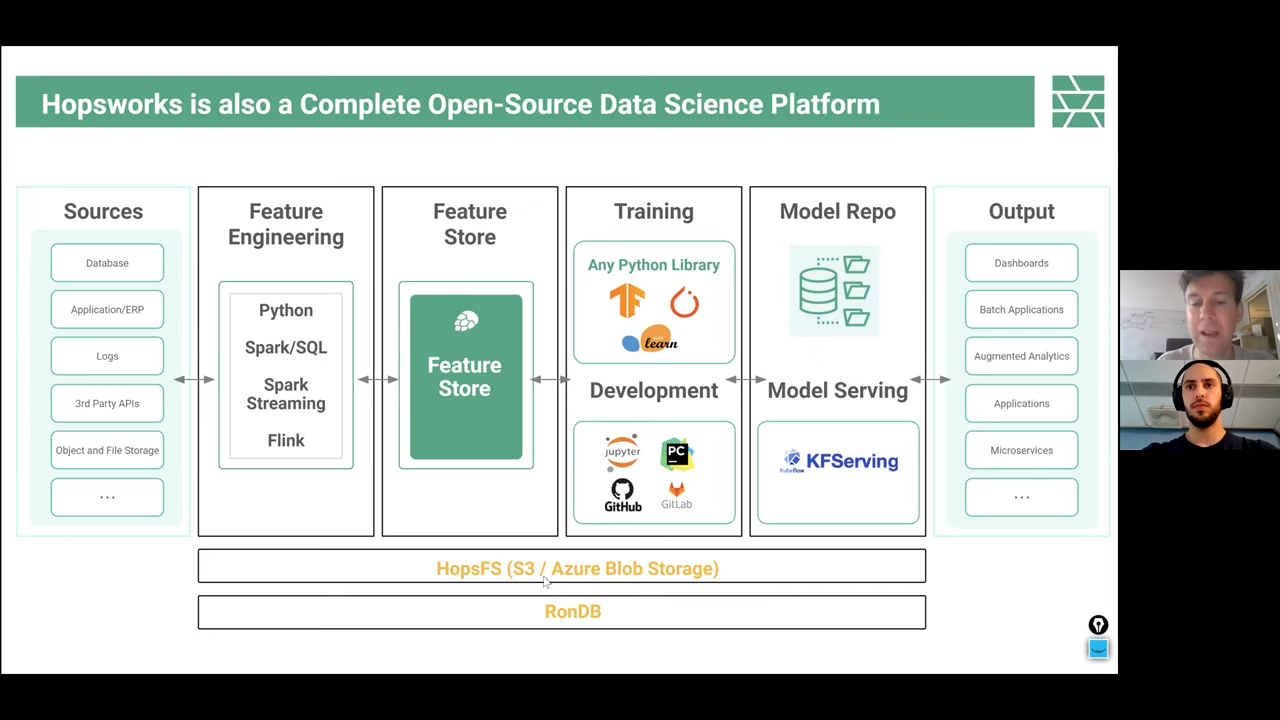 Hopsworks is also a Complete Open-Source Data Science Platform
Sources
Database
Application/ERP
Logs
3rd Party APIs
Object and File Storage
...
Feature
Engineering
Python
Spark/SQL
Spark
Streaming
Flink
Feature
Store
Feature
Store
Training
Any Python Library
TF
learn
Development
jupyter
PC
GitHub
GitLab
Model Repo
Model Serving
Kubeflow
KFServing
Output
Dashboards
Batch Applications
Augmented Analytics
Applications
Microservices
...
HopsFS (S3 / Azure Blob Storage)
RonDB